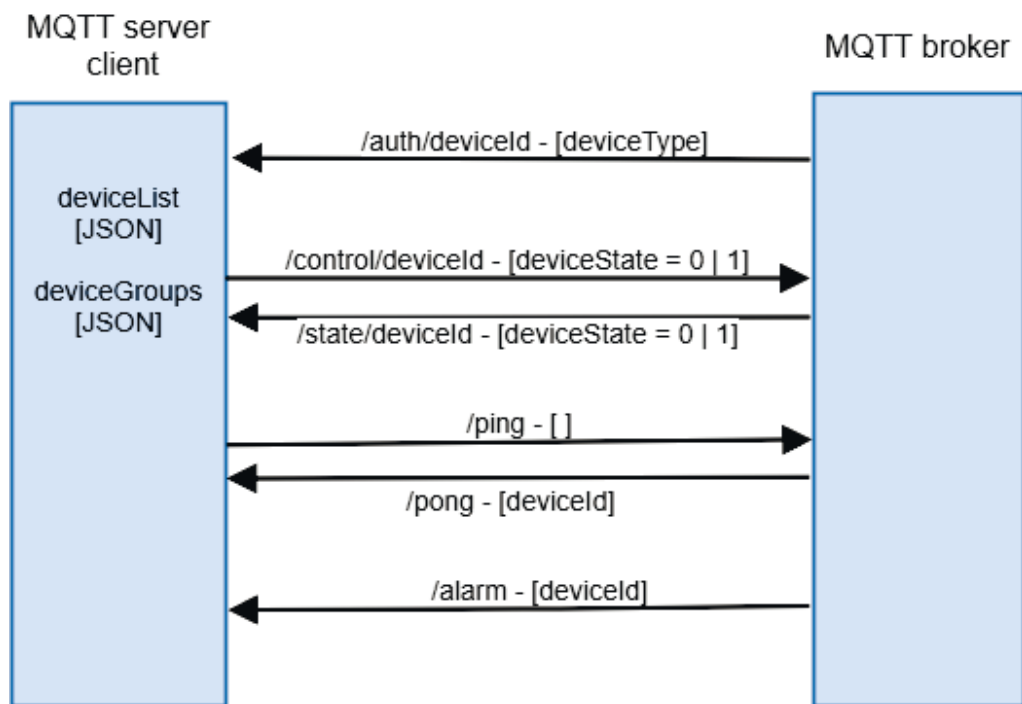 MQTT server
client
MQTT broker
/auth/deviceId - [deviceType]
deviceList
[JSON]
/control/deviceId - [deviceState = 0 | 1]
deviceGroups
[JSON]
/state/deviceId - [deviceState = 0 | 1]
/ping - [ ]
/pong - [deviceId]
/alarm - [deviceId]